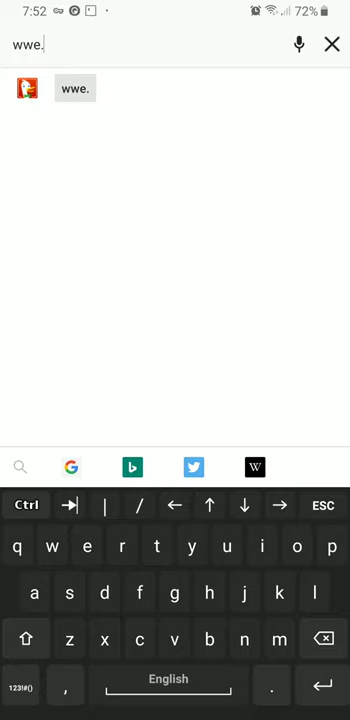 7:52 72%
wwe.
wwe.
G b W
Ctrl | / ← ↑ ↓ → ESC
q w e r t y u i o p
a s d f g h j k l
z x c v b n m
123!#() , English .